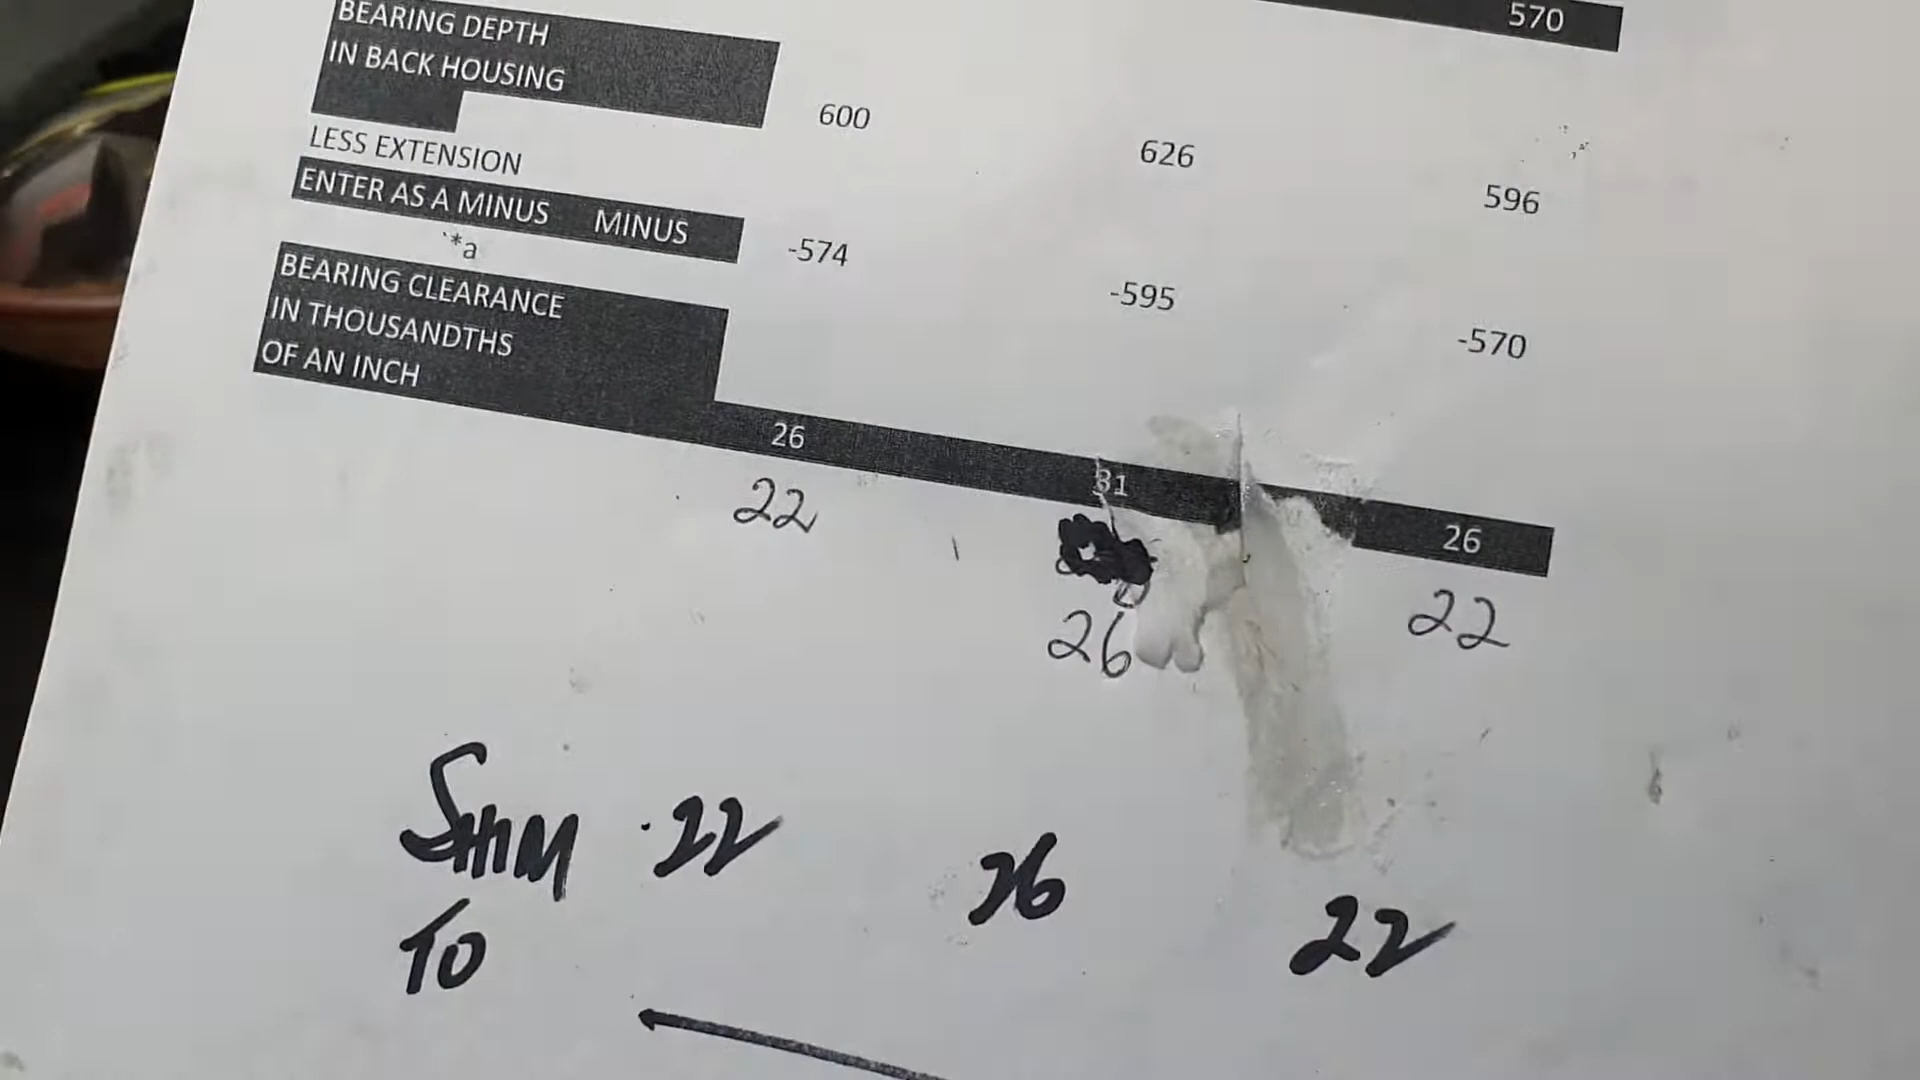 570
BEARING DEPTH
IN BACK HOUSING
600 626 596
LESS EXTENSION
ENTER AS A MINUS MINUS
-574 -595 -570
`*a
BEARING CLEARANCE
IN THOUSANDTHS
OF AN INCH
26 31 26
22 26 22
SHIM .22 26 22
TO